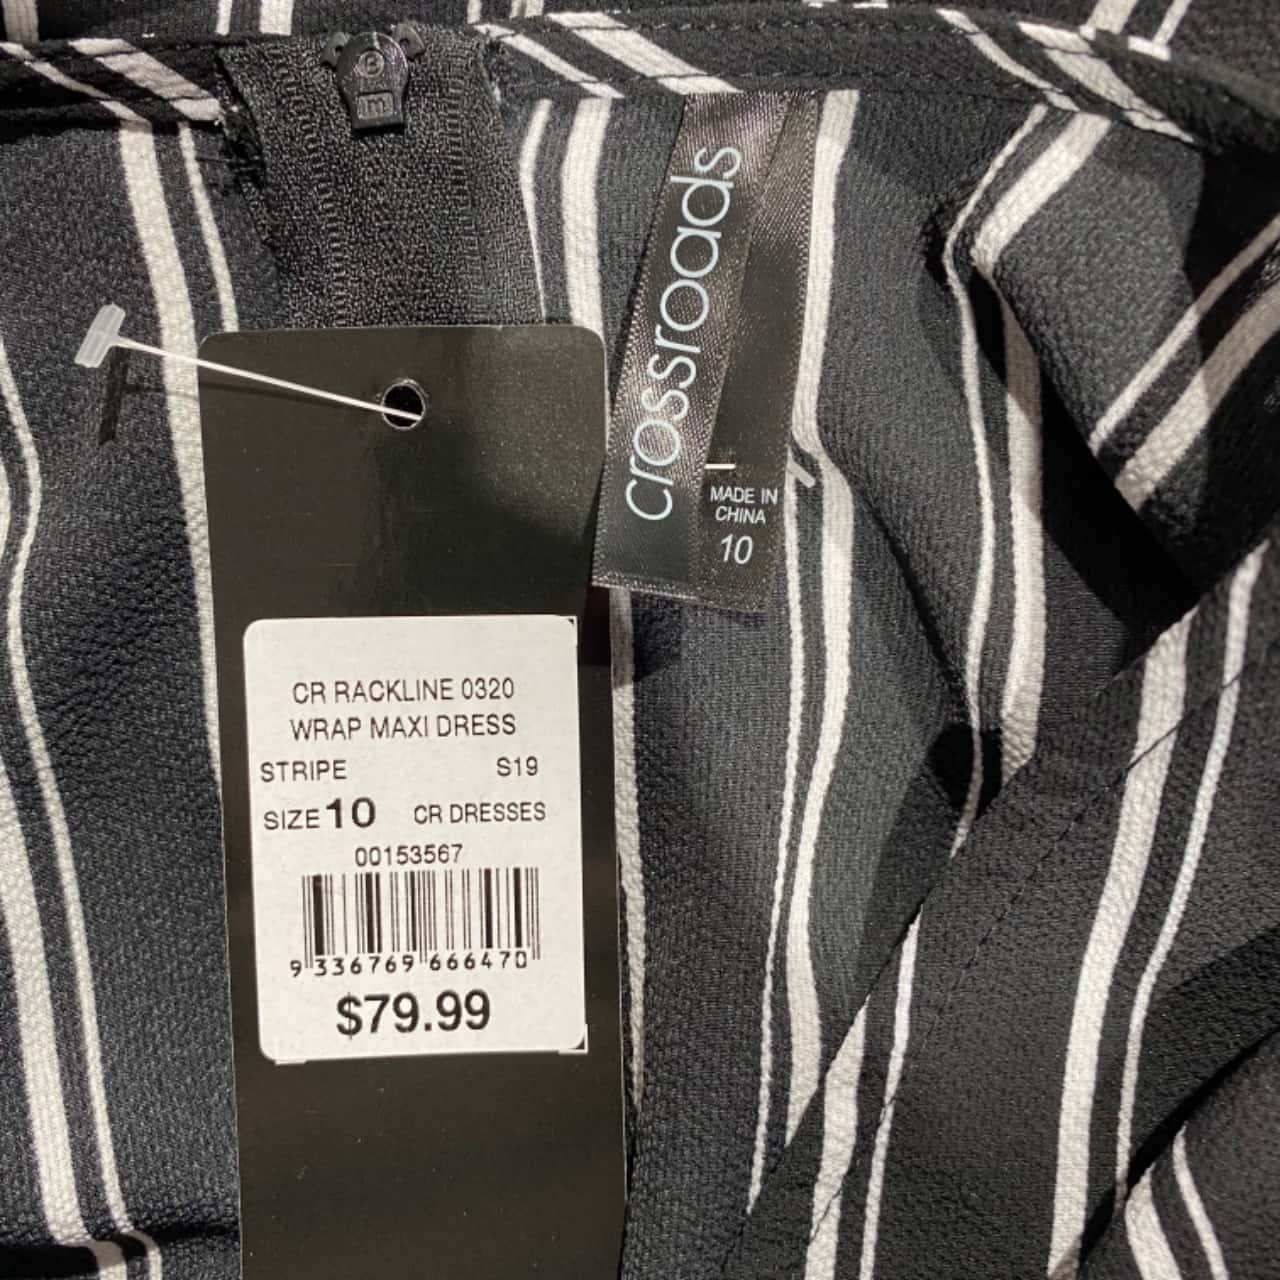 crossroads
MADE IN
CHINA
10
CR RACKLINE 0320
WRAP MAXI DRESS
STRIPE S19
SIZE 10 CR DRESSES
00153567
9 336769 666470
$79.99